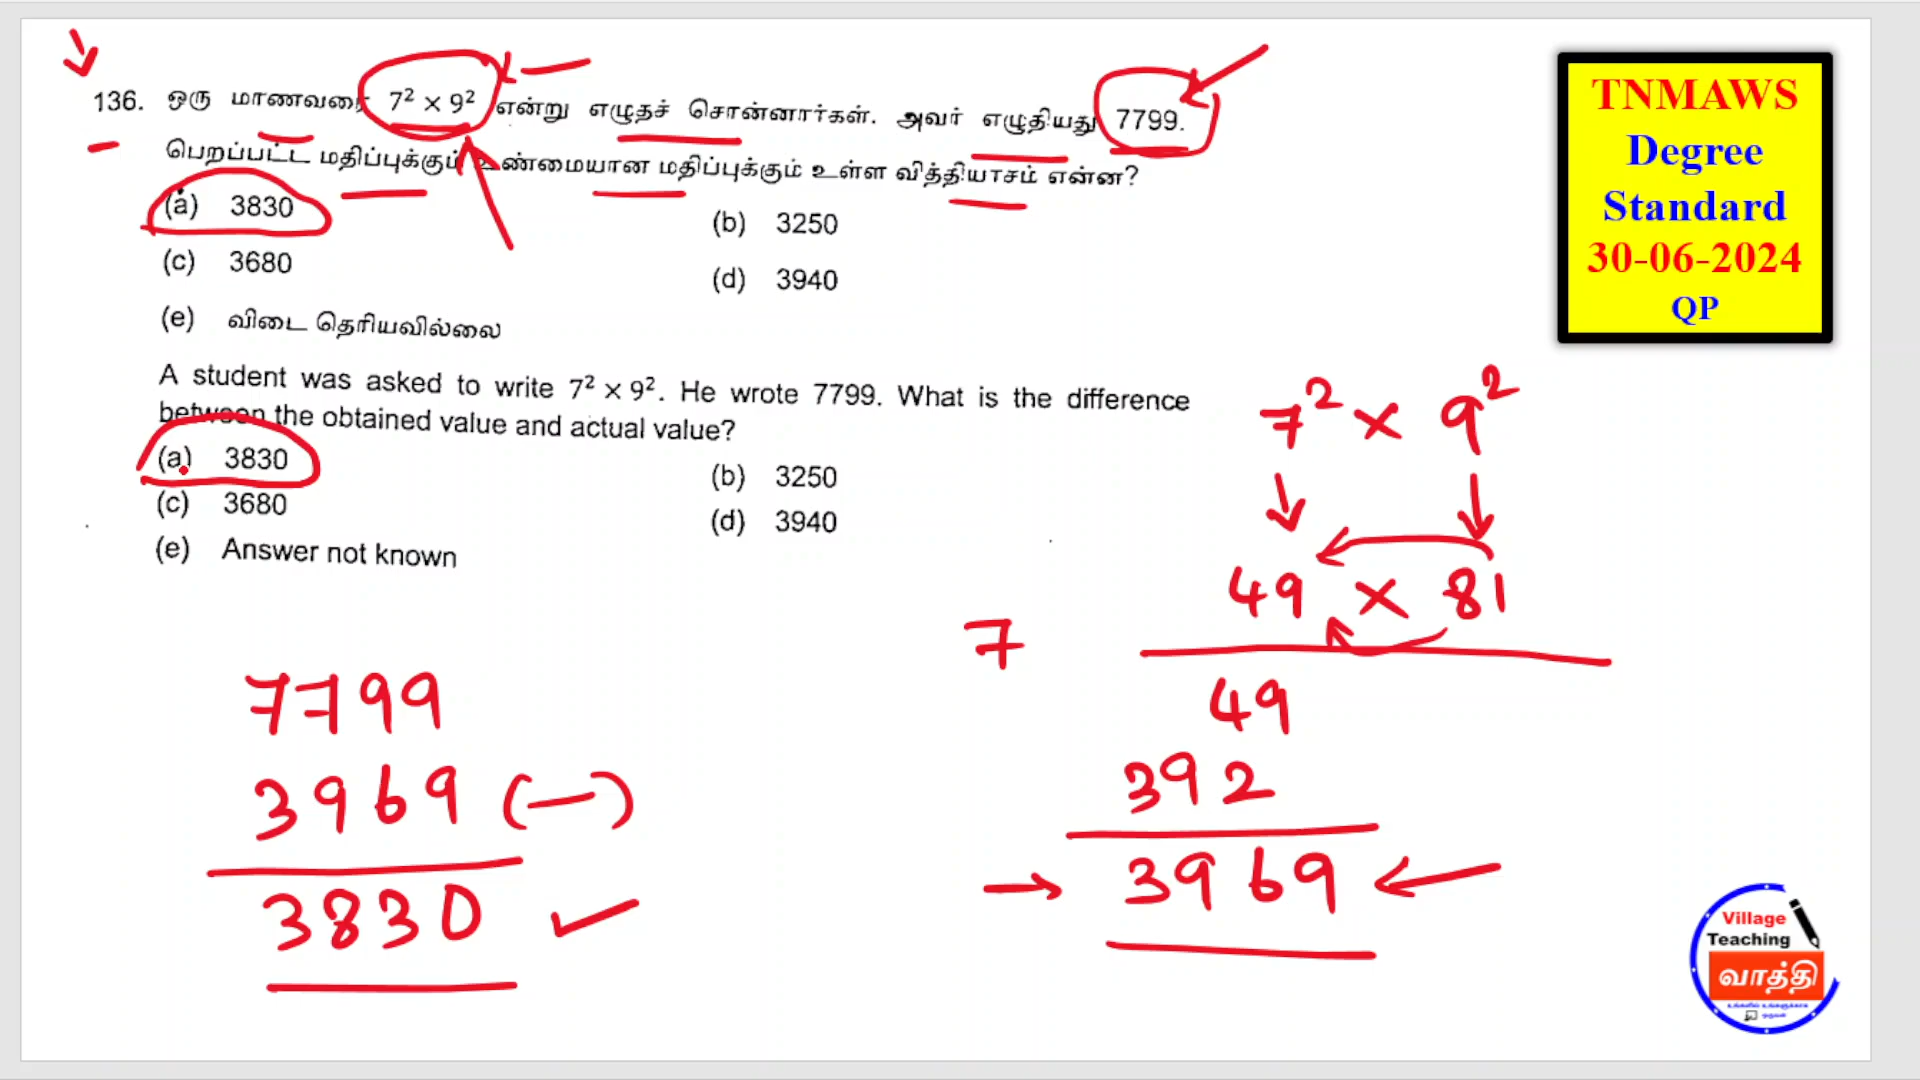 136. ஒரு மாணவரை 7² × 9² என்று எழுதச் சொன்னார்கள். அவர் எழுதியது 7799.
பெறப்பட்ட மதிப்புக்கும் உண்மையான மதிப்புக்கும் உள்ள வித்தியாசம் என்ன?
(a) 3830
(b) 3250
(c) 3680
(d) 3940
(e) விடை தெரியவில்லை
A student was asked to write 7² × 9². He wrote 7799. What is the difference
between the obtained value and actual value?
(a) 3830
(b) 3250
(c) 3680
(d) 3940
(e) Answer not known
TNMAWS
Degree
Standard
30-06-2024
QP
7² × 9²
49 × 81
7
49
392
3969
7799
3969 (-)
3830
Village
Teaching
வாத்தி